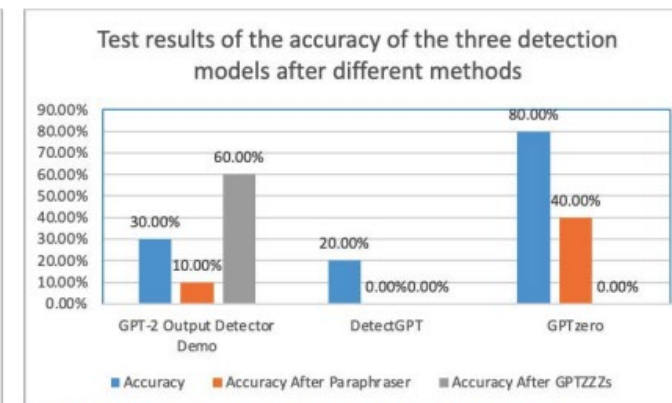 Test results of the accuracy of the three detection
models after different methods
90.00%
80.00%
70.00%
60.00%
50.00%
40.00%
30.00%
20.00%
10.00%
0.00%
30.00%
10.00%
60.00%
20.00%
0.00%
0.00%
80.00%
40.00%
0.00%
GPT-2 Output Detector
Demo
DetectGPT
GPTzero
Accuracy
Accuracy After Paraphraser
Accuracy After GPTZZZs